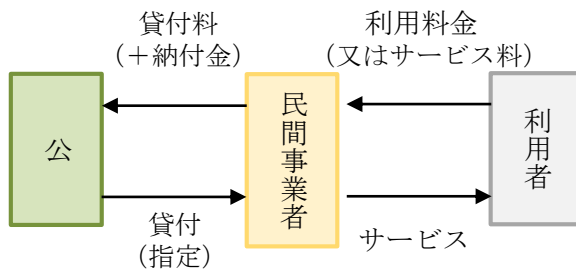 貸付料
（＋納付金）
利用料金
（又はサービス料）
公
民間事業者
利用者
貸付
（指定）
サービス